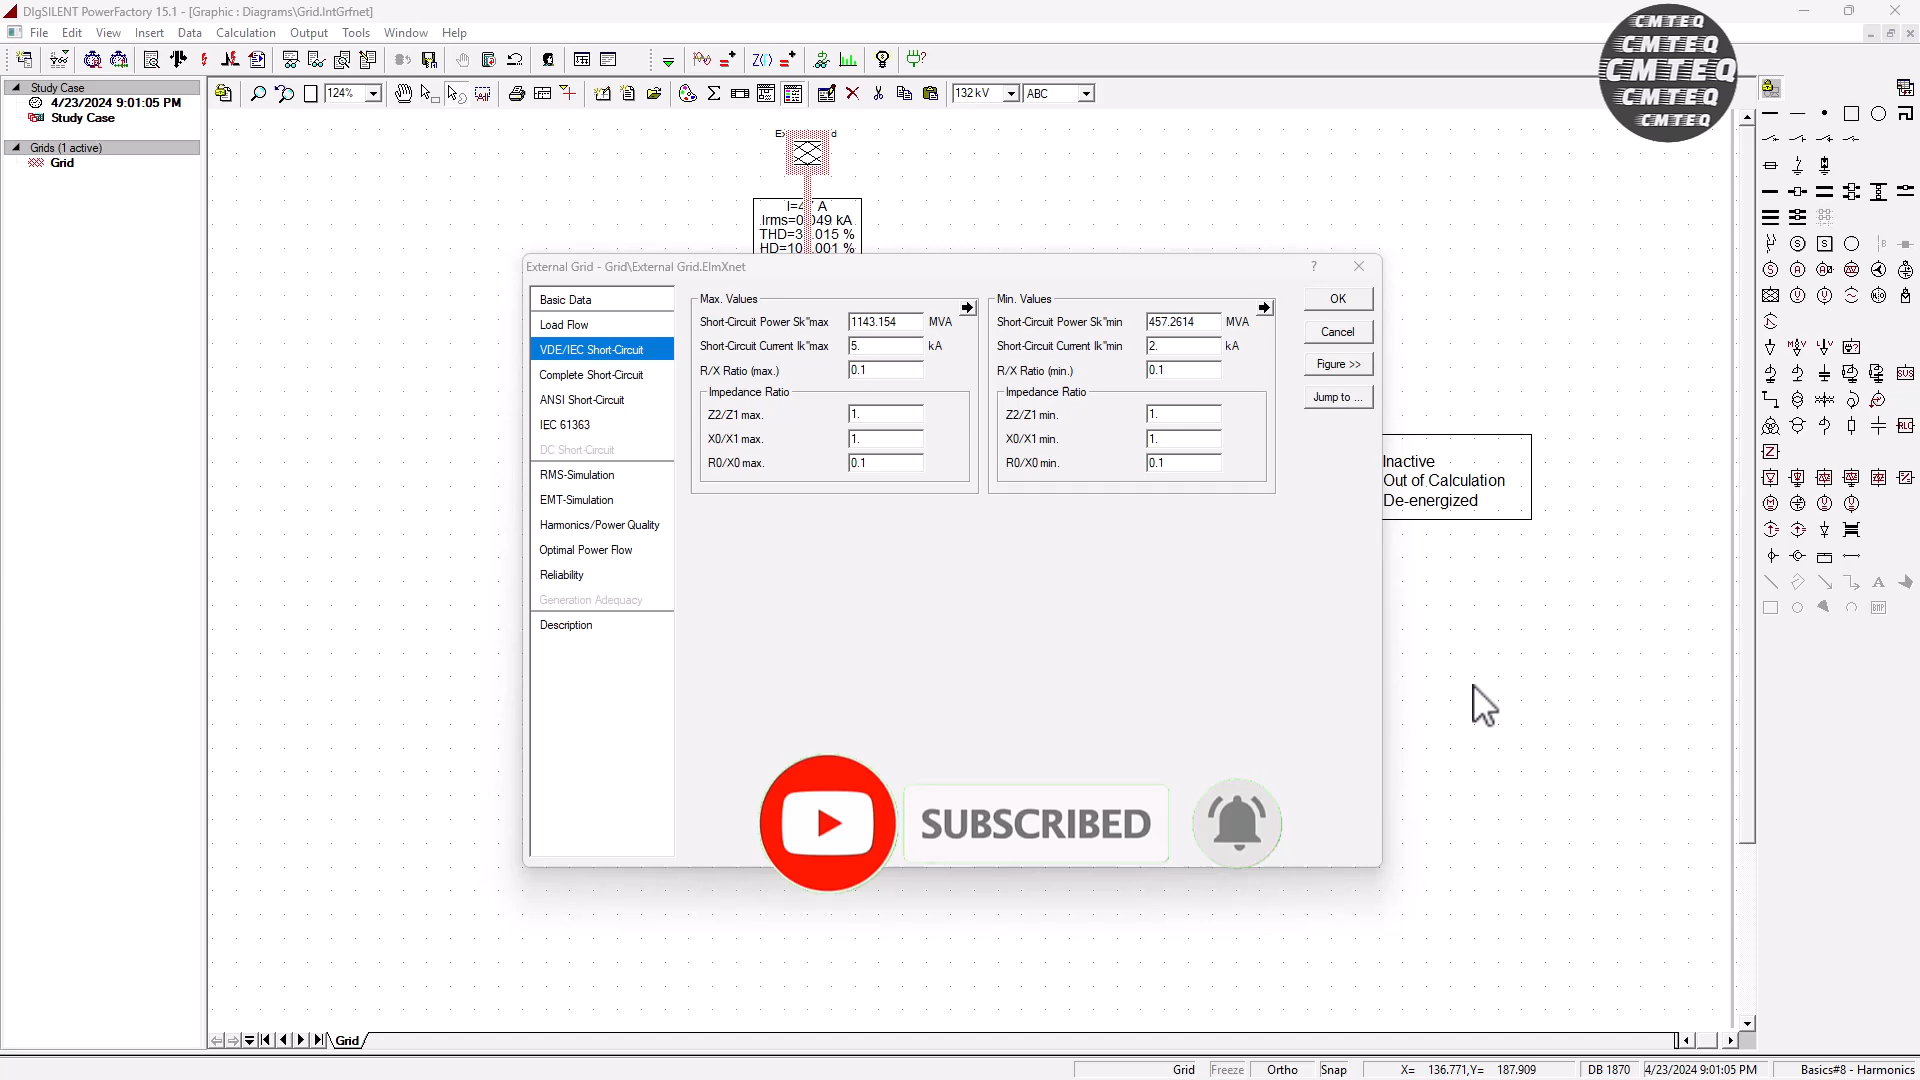 DIgSILENT PowerFactory 15.1 - [Graphic : Diagrams\Grid.IntGrfnet]
File Edit View Insert Data Calculation Output Tools Window Help
CMTEQ
CMTEQ
CMTEQ
CMTEQ
CMTEQ
Study Case
4/23/2024 9:01:05 PM
Study Case
Grids (1 active)
Grid
124%
132 kV
ABC
THD=3
.015 %
HD=10
.001 %
External Grid - Grid\External Grid.ElmXnet
Basic Data
Load Flow
VDE/IEC Short-Circuit
Complete Short-Circuit
ANSI Short-Circuit
IEC 61363
DC Short-Circuit
RMS-Simulation
EMT-Simulation
Harmonics/Power Quality
Optimal Power Flow
Reliability
Generation Adequacy
Description
Max. Values
Short-Circuit Power Sk"max 1143.154 MVA
Short-Circuit Current Ik"max 5. kA
R/X Ratio (max.) 0.1
Impedance Ratio
Z2/Z1 max. 1.
X0/X1 max. 1.
R0/X0 max. 0.1
Min. Values
Short-Circuit Power Sk"min 457.2614 MVA
Short-Circuit Current Ik"min 2. kA
R/X Ratio (min.) 0.1
Impedance Ratio
Z2/Z1 min. 1.
X0/X1 min. 1.
R0/X0 min. 0.1
OK
Cancel
Figure >>
Jump to ...
Inactive
Out of Calculation
De-energized
SUBSCRIBED
Grid
Grid Freeze Ortho Snap X= 136.771,Y= 187.909 DB 1870 4/23/2024 9:01:05 PM Basics#8 - Harmonics